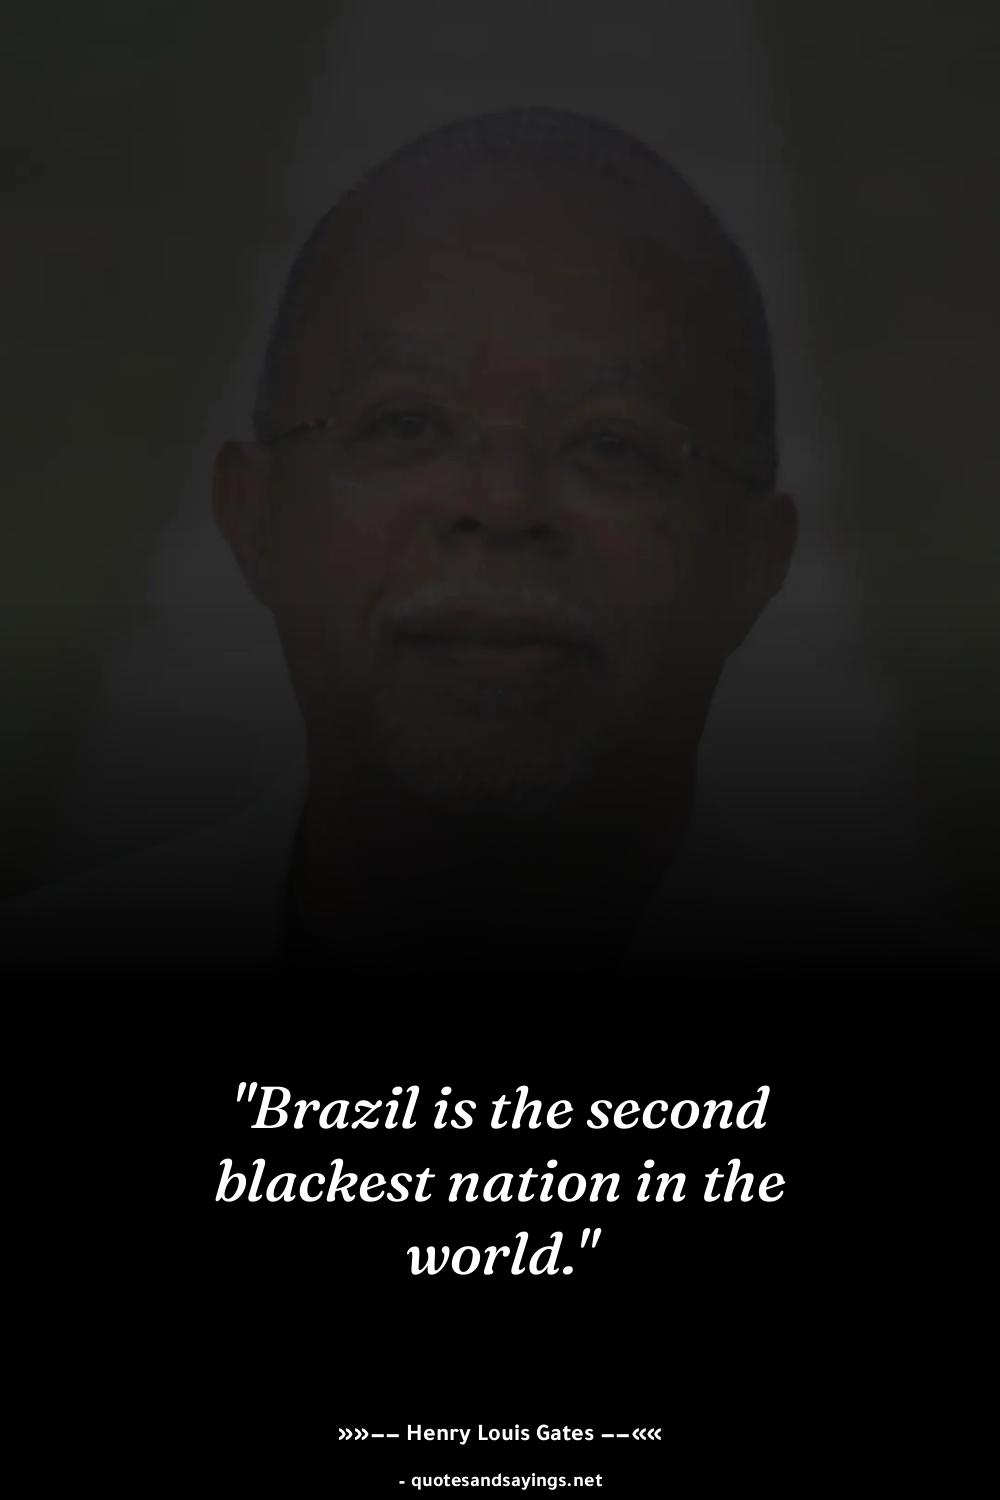 "Brazil is the second
blackest nation in the
world."
»»−− Henry Louis Gates −−««
- quotesandsayings.net